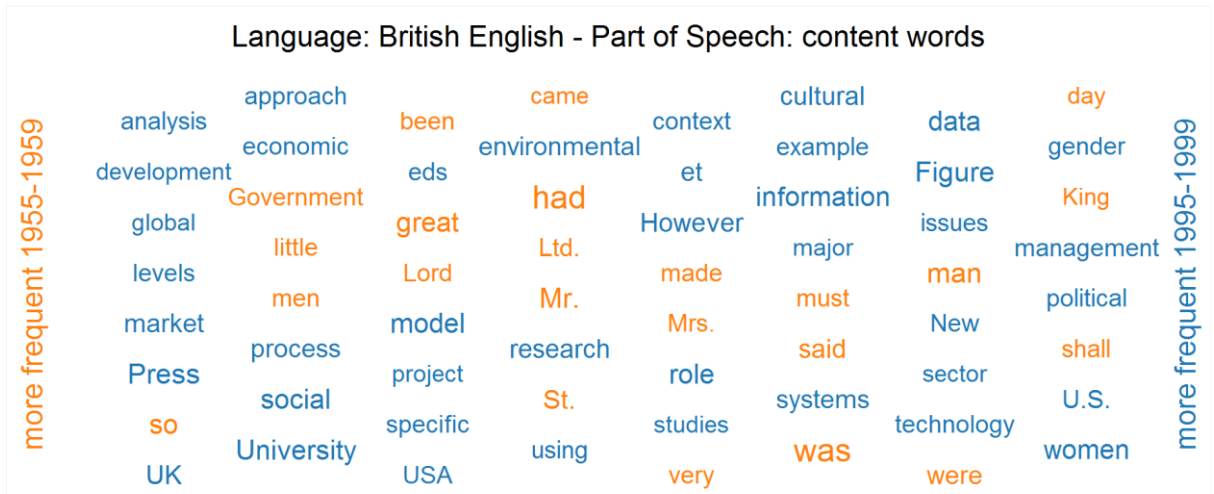 Language: British English - Part of Speech: content words
more frequent 1955-1959
analysis
development
global
levels
market
Press
so
UK
approach
economic
Government
little
men
process
social
University
been
eds
great
Lord
model
project
specific
USA
came
environmental
had
Ltd.
Mr.
research
St.
using
context
et
However
made
Mrs.
role
studies
very
cultural
example
information
major
must
said
systems
was
data
Figure
issues
man
New
sector
technology
were
day
gender
King
management
political
shall
U.S.
women
more frequent 1995-1999